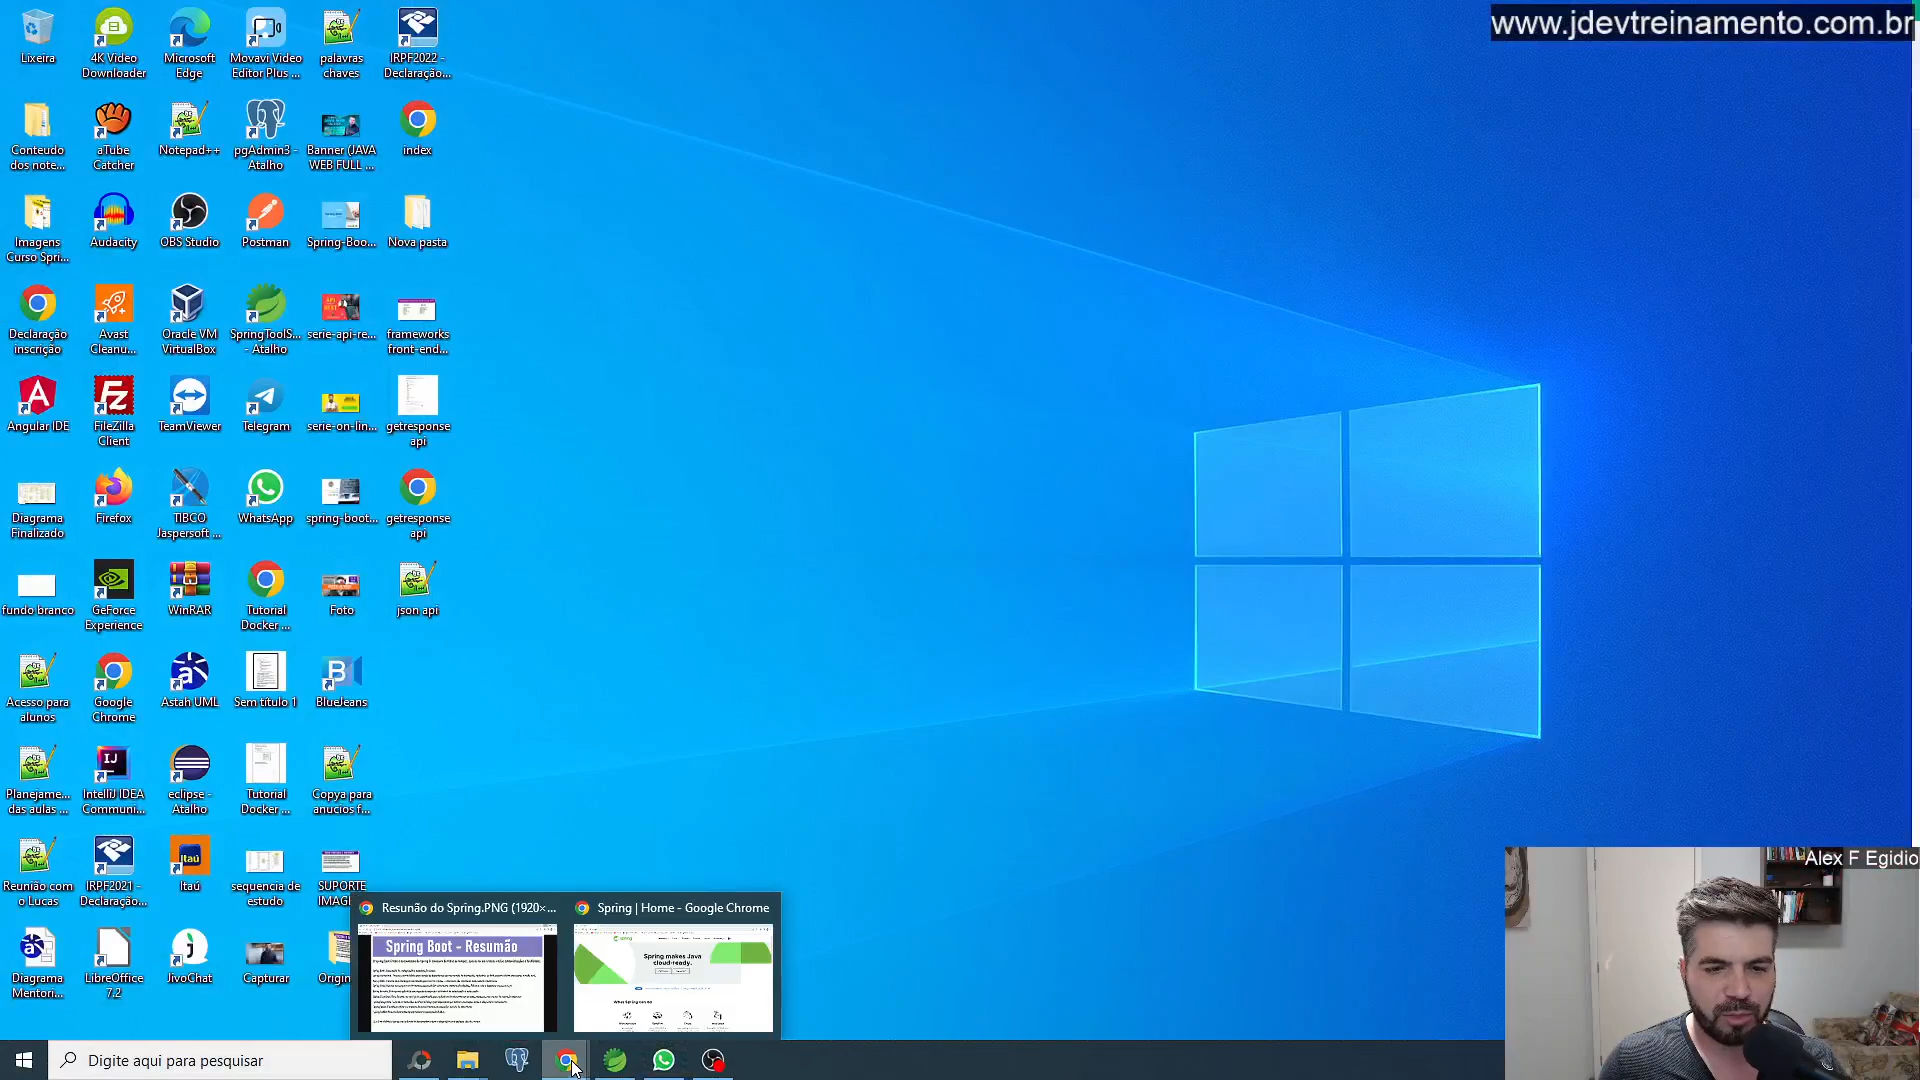 www.jdevtreinamento.com.br
Lixeira
4K Video
Downloader
Microsoft
Edge
Movavi Video
Editor Plus ...
palavras
chaves
IRPF2022 -
Declaração...
Conteudo
dos note...
aTube
Catcher
Notepad++
pgAdmin3 -
Atalho
Banner (JAVA
WEB FULL ...
index
Imagens
Curso Spri...
Audacity
OBS Studio
Postman
Spring-Boo...
Nova pasta
Declaração
inscrição
Avast
Cleanu...
Oracle VM
VirtualBox
SpringToolS...
- Atalho
serie-api-re...
frameworks
front-end...
Angular IDE
FileZilla
Client
TeamViewer
Telegram
serie-on-lin...
getresponse
api
Diagrama
Finalizado
Firefox
TIBCO
Jaspersoft ...
WhatsApp
spring-boot...
getresponse
api
fundo branco
GeForce
Experience
WinRAR
Tutorial
Docker ...
Foto
json api
Acesso para
alunos
Google
Chrome
Astah UML
Sem título 1
BlueJeans
Planejame...
das aulas ...
IntelliJ IDEA
Communi...
eclipse -
Atalho
Tutorial
Docker ...
Copya para
anucios f...
Reunião com
o Lucas
IRPF2021 -
Declaração...
Itaú
sequencia de
estudo
SUPORTE
IMAG
Diagrama
Mentori...
LibreOffice
7.2
JivoChat
Capturar
Origin
Resunão do Spring.PNG (1920×...
Spring | Home - Google Chrome
Spring Boot - Resumão
spring
Spring makes Java
cloud-ready.
What Spring can do
Alex F Egidio
Digite aqui para pesquisar